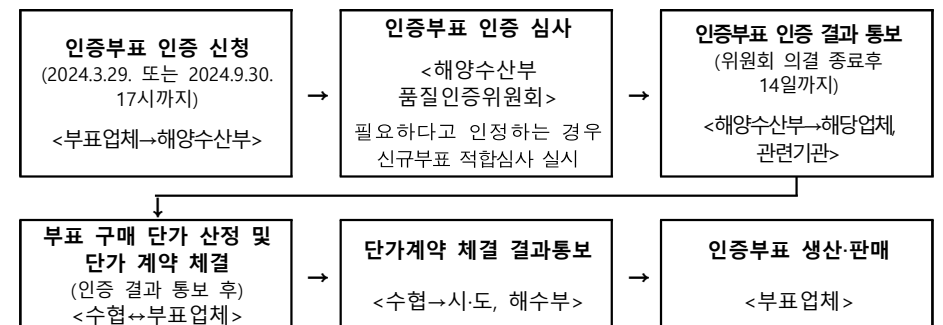 인증부표 인증 신청
(2024.3.29. 또는 2024.9.30.
17시까지)
<부표업체→해양수산부>
→
인증부표 인증 심사
<해양수산부
품질인증위원회>
필요하다고 인정하는 경우
신규부표 적합심사 실시
→
인증부표 인증 결과 통보
(위원회 의결 종료후
14일까지)
<해양수산부→해당업체,
관련기관>
↓
부표 구매 단가 산정 및
단가 계약 체결
(인증 결과 통보 후)
<수협↔부표업체>
→
단가계약 체결 결과통보
<수협→시·도, 해수부>
→
인증부표 생산·판매
<부표업체>